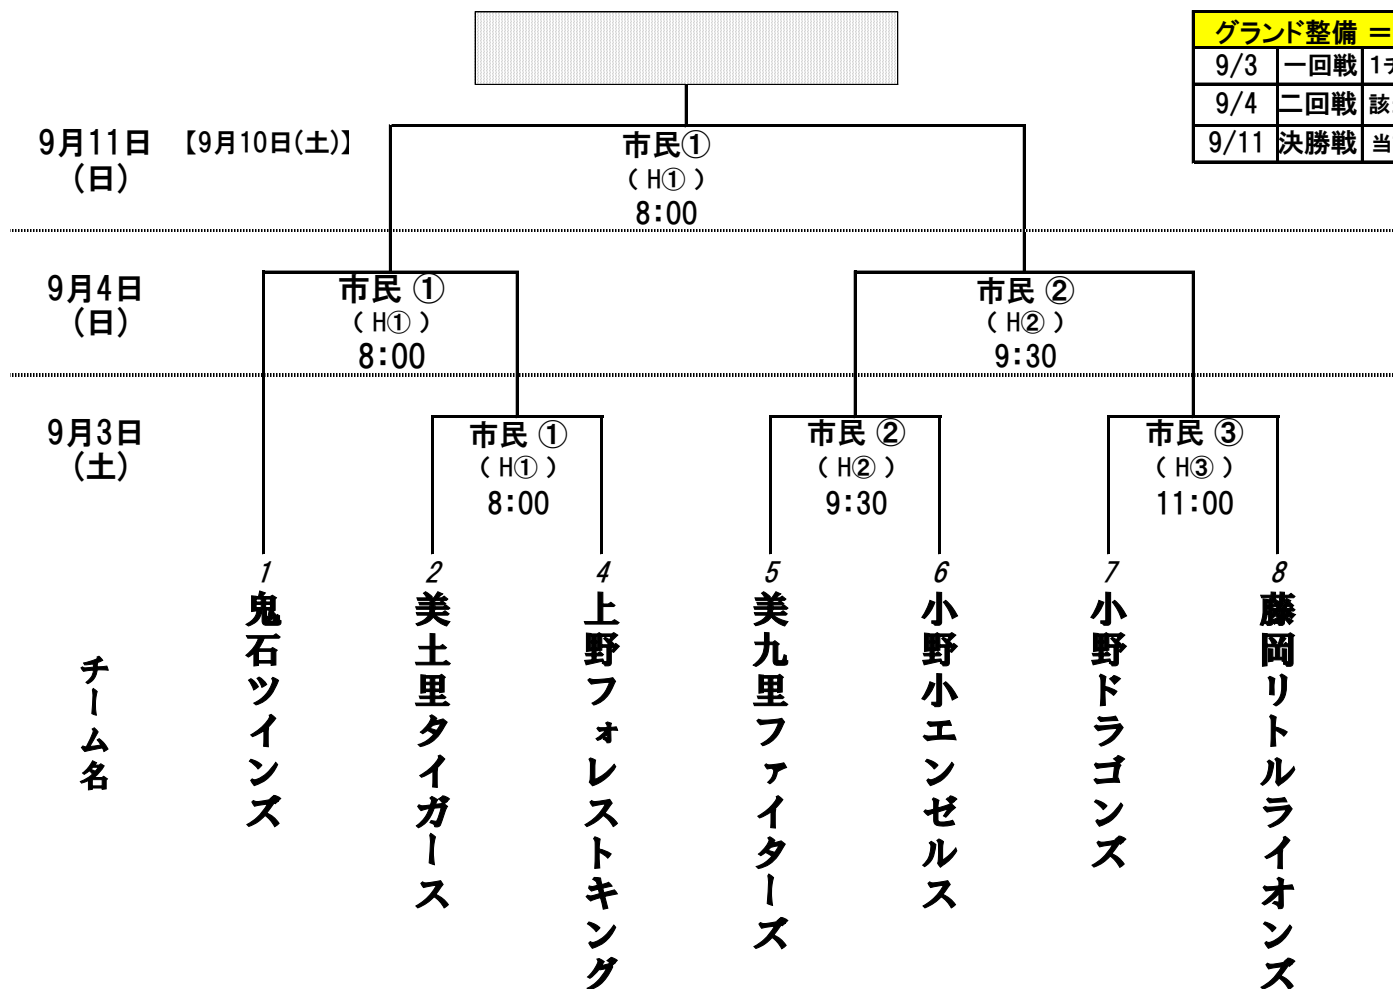 グランド整備 =
9/3 一回戦 1チ
9/4 二回戦 該
9/11 決勝戦 当
9月11日 【9月10日(土)】
(日)
市民①
( H① )
8:00
9月4日
(日)
市民 ①
( H① )
8:00
市民 ②
( H② )
9:30
9月3日
(土)
市民 ①
( H① )
8:00
市民 ②
( H② )
9:30
市民 ③
( H③ )
11:00
チーム名
1
鬼石ツインズ
2
美土里タイガース
4
上野フォレストキング
5
美九里ファイターズ
6
小野小エンゼルス
7
小野ドラゴンズ
8
藤岡リトルライオンズ